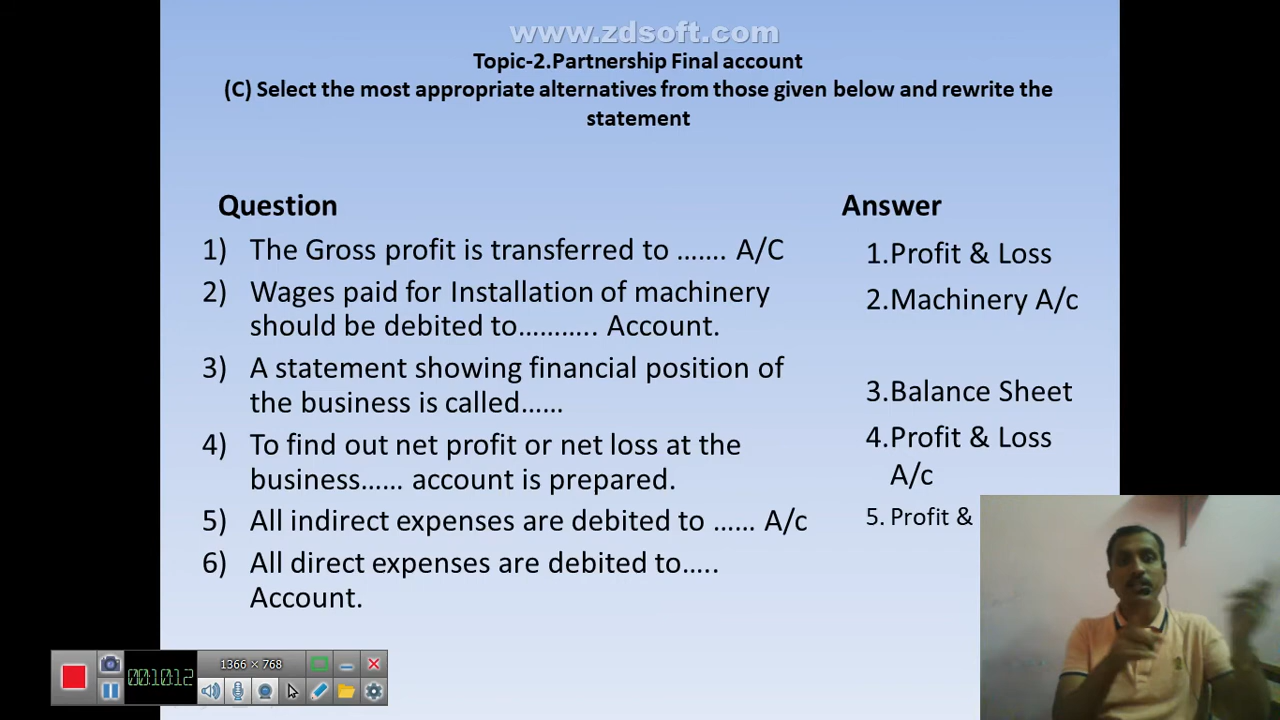 www.zdsoft.com
Topic-2.Partnership Final account
(C) Select the most appropriate alternatives from those given below and rewrite the
statement
Question
1) The Gross profit is transferred to ……. A/C
2) Wages paid for Installation of machinery
should be debited to……….. Account.
3) A statement showing financial position of
the business is called……
4) To find out net profit or net loss at the
business…… account is prepared.
5) All indirect expenses are debited to …… A/c
6) All direct expenses are debited to…..
Account.
Answer
1.Profit & Loss
2.Machinery A/c
3.Balance Sheet
4.Profit & Loss
A/c
5. Profit &
00:10:12
1366 × 768